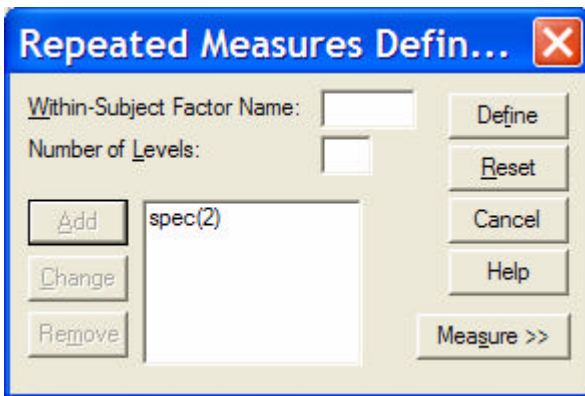 Repeated Measures Defin...
Within-Subject Factor Name:
Define
Number of Levels:
Reset
Add
spec(2)
Cancel
Change
Help
Remove
Measure >>